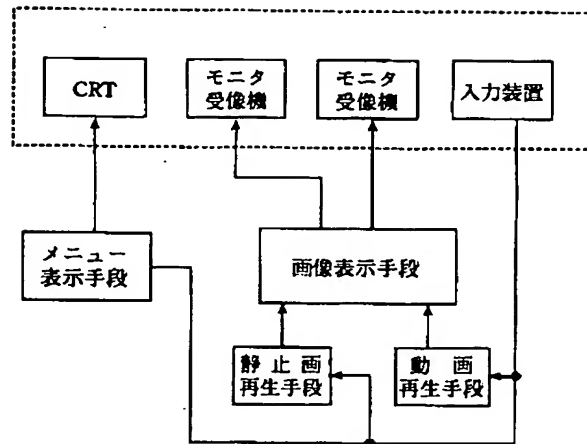 CRT
モニタ
受像機
モニタ
受像機
入力装置
メニュー
表示手段
画像表示手段
静止画
再生手段
動画
再生手段